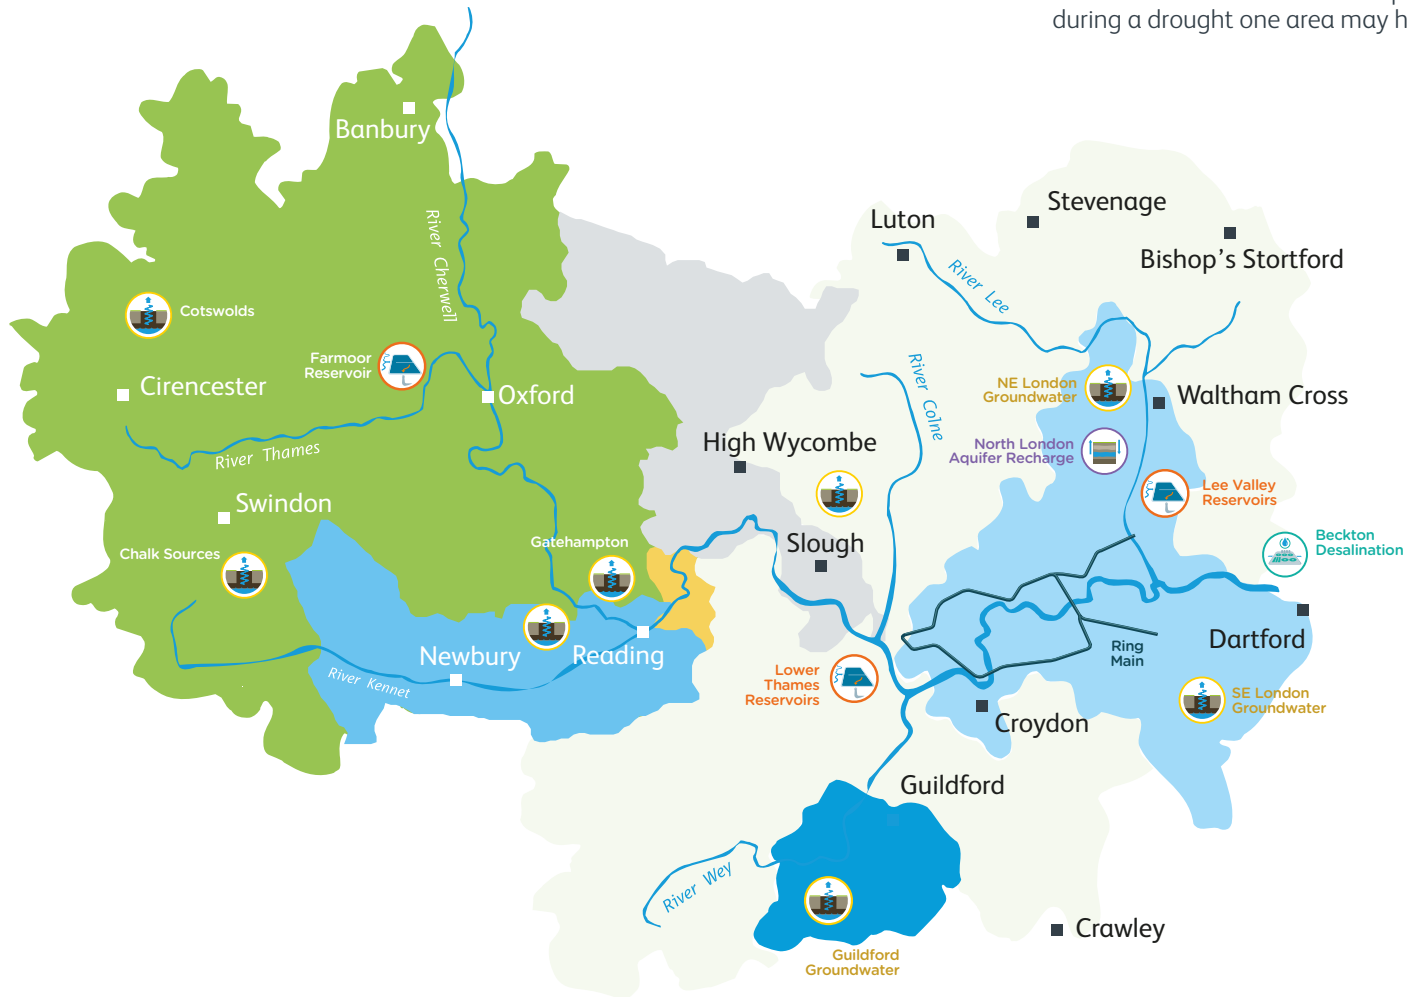 during a drought one area may h
Banbury
River Cherwell
Luton
Stevenage
Bishop's Stortford
River Lee
Cotswolds
Farmoor
Reservoir
Cirencester
Oxford
River Colne
NE London
Groundwater
Waltham Cross
River Thames
High Wycombe
North London
Aquifer Recharge
Swindon
Lee Valley
Reservoirs
Chalk Sources
Gatehampton
Slough
Beckton
Desalination
Newbury
Reading
Ring
Main
Dartford
River Kennet
Lower
Thames
Reservoirs
SE London
Groundwater
Croydon
Guildford
River Wey
Crawley
Guildford
Groundwater